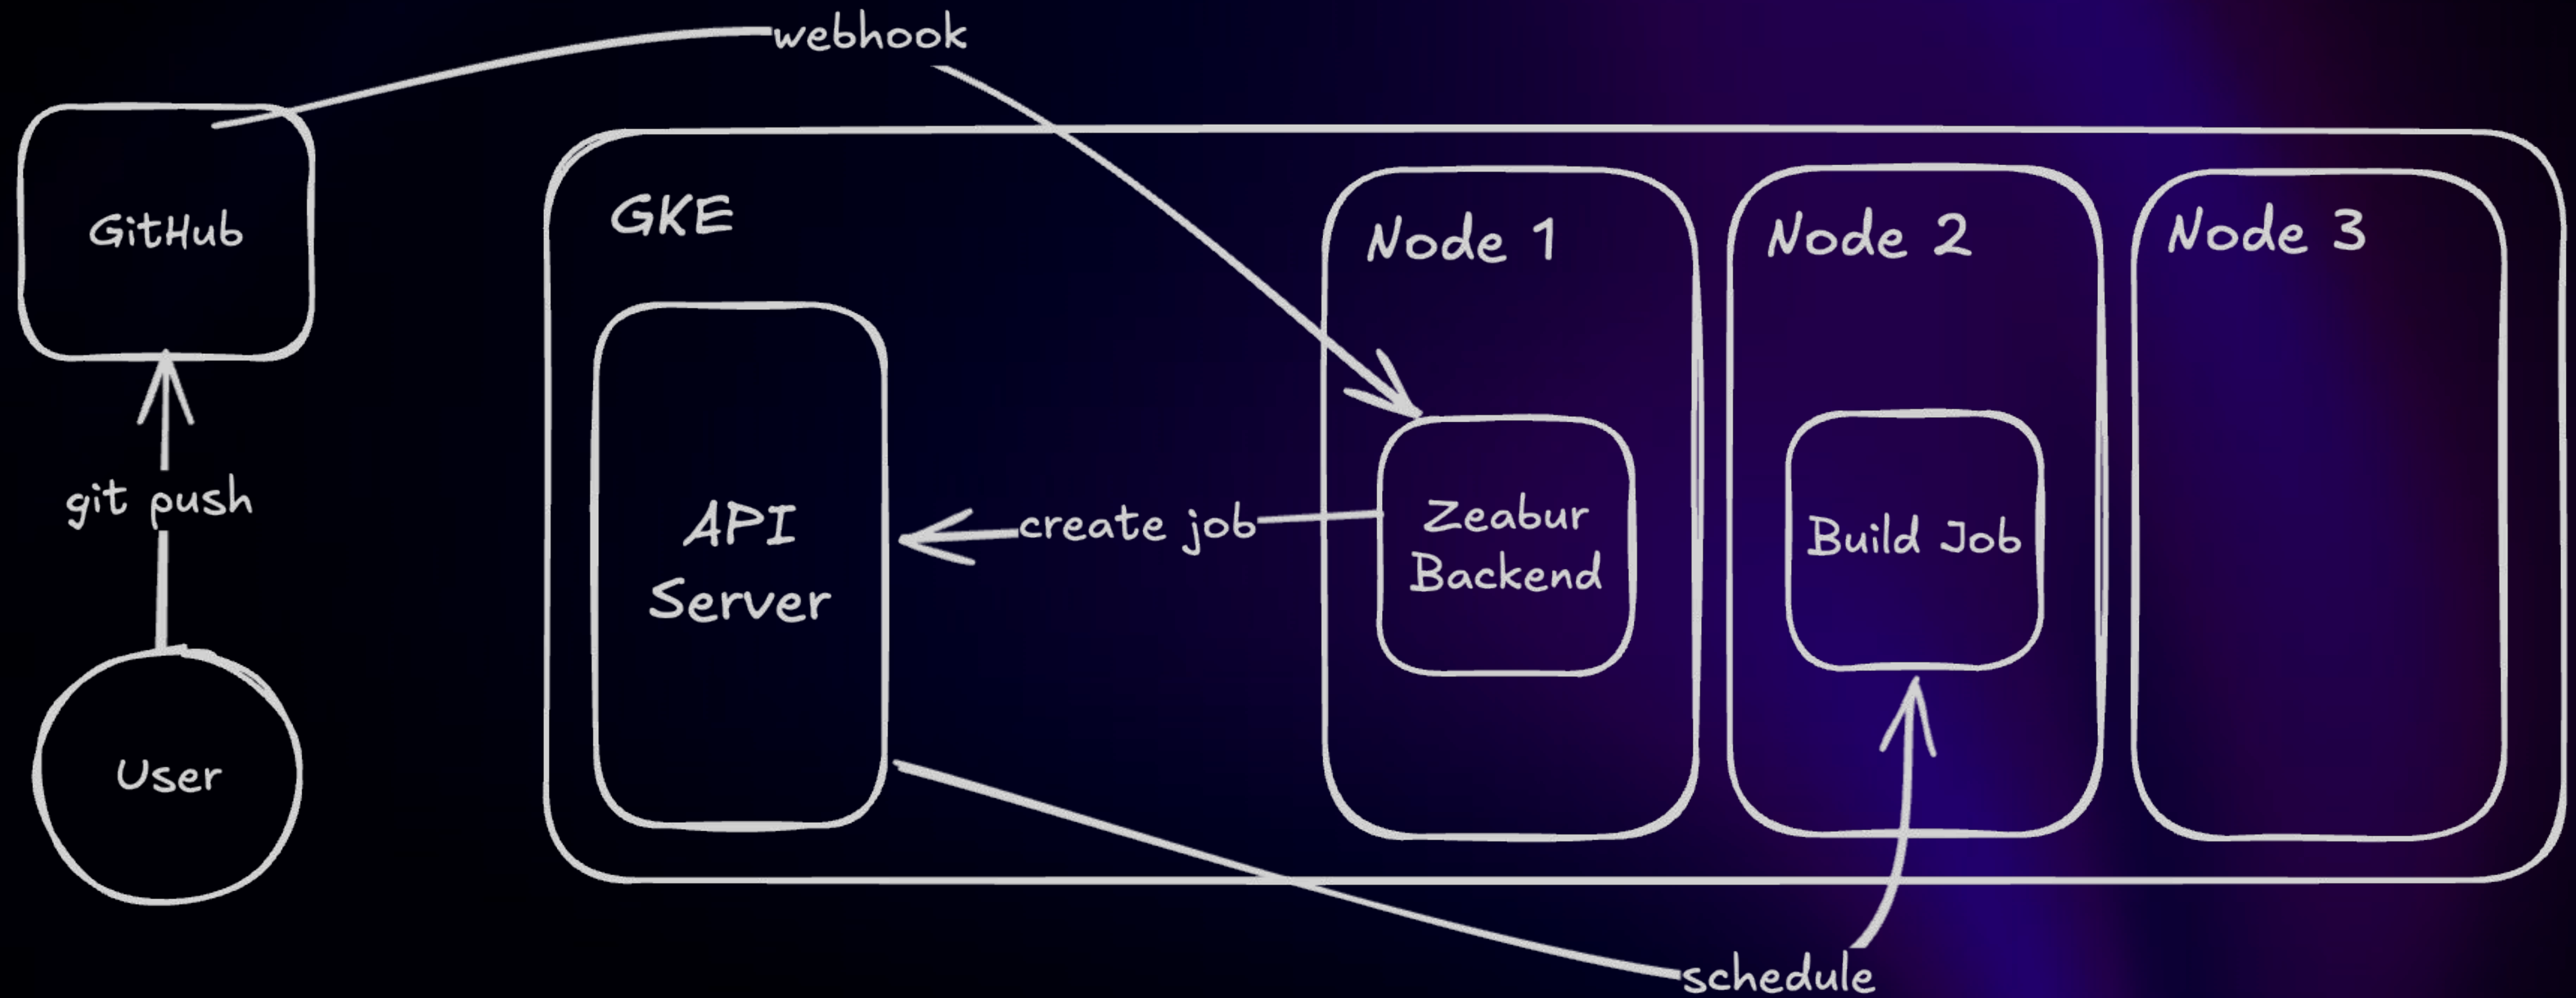 webhook
GitHub
git push
User
GKE
API
Server
create job
Node 1
Zeabur
Backend
Node 2
Build Job
Node 3
schedule